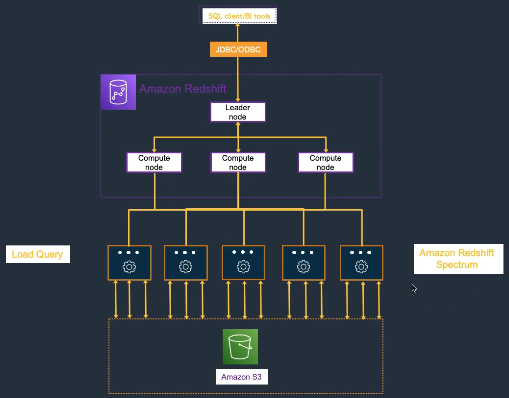 SQL client/BI tools
JDBC/ODBC
Amazon Redshift
Leader
node
Compute
node
Compute
node
Compute
node
Load Query
Amazon Redshift
Spectrum
Amazon S3